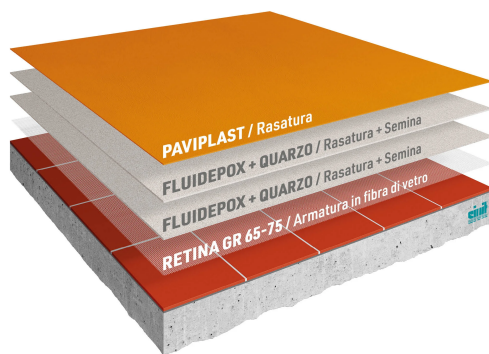 PAVIPLAST / Rasatura
FLUIDEPOX + QUARZO / Rasatura + Semina
FLUIDEPOX + QUARZO / Rasatura + Semina
RETINA GR 65-75 / Armatura in fibra di vetro